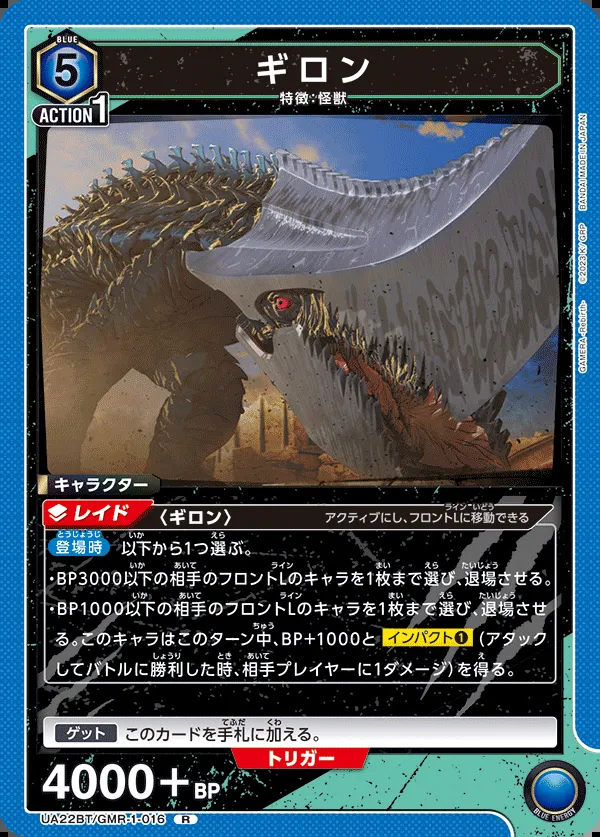 BLUE
5
ACTION 1
ギロン
特徴:怪獣
BANDAI MADE IN JAPAN
©2023 K/ GRP
GAMERA -Rebirth-
キャラクター
レイド 〈ギロン〉 アクティブにし、フロントLに移動できる
登場時 以下から1つ選ぶ。
・BP3000以下の相手のフロントLのキャラを1枚まで選び、退場させる。
・BP1000以下の相手のフロントLのキャラを1枚まで選び、退場させ
る。このキャラはこのターン中、BP+1000と インパクト❶ (アタック
してバトルに勝利した時、相手プレイヤーに1ダメージ)を得る。
ゲット このカードを手札に加える。
トリガー
4000+BP
UA22BT/GMR-1-016 R
BLUE ENERGY